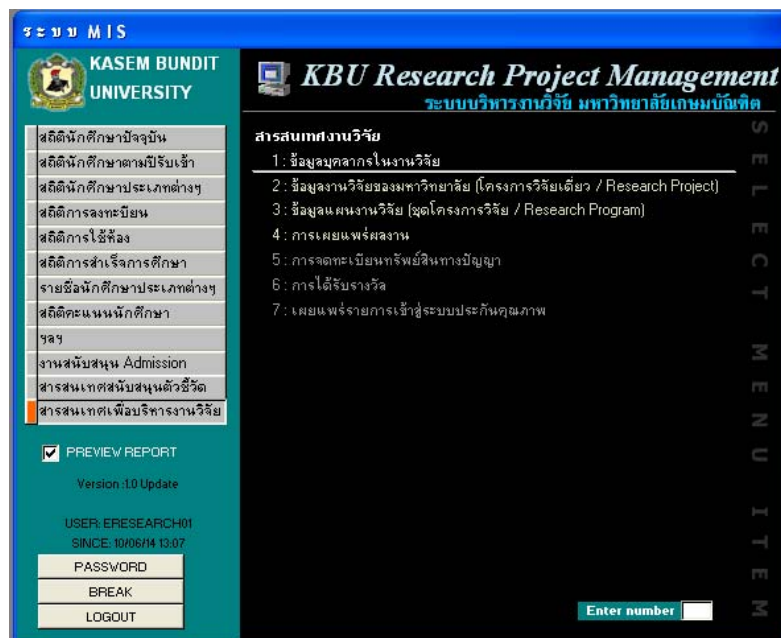 ระบบ MIS
KASEM BUNDIT
UNIVERSITY
KBU Research Project Management
ระบบบริหารงานวิจัย มหาวิทยาลัยเกษมบัณฑิต
สถิตินักศึกษาปัจจุบัน
สถิตินักศึกษาตามปีรับเข้า
สถิตินักศึกษาประเภทต่างๆ
สถิติการลงทะบียน
สถิติการใช้ห้อง
สถิติการสำเร็จการศึกษา
รายชื่อนักศึกษาประเภทต่างๆ
สถิติคะแนนนักศึกษา
ฯลฯ
งานสนับสนุน Admission
สารสนเทศสนับสนุนตัวชี้วัด
สารสนเทศเพื่อบริหารงานวิจัย
PREVIEW REPORT
Version :1.0 Update
USER: ERESEARCH01
SINCE: 10/06/14 13:07
PASSWORD
BREAK
LOGOUT
สารสนเทศงานวิจัย
1 : ข้อมูลบุคลากรในงานวิจัย
2 : ข้อมูลงานวิจัยของมหาวิทยาลัย (โครงการวิจัยเดี่ยว / Research Project)
3 : ข้อมูลแผนงานวิจัย (ชุดโครงการวิจัย / Research Program)
4 : การเผยแพร่ผลงาน
5 : การจดทะเบียนทรัพย์สินทางปัญญา
6 : การได้รับรางวัล
7 : เผยแพร่รายการเข้าสู่ระบบประกันคุณภาพ
Enter number
SELECT MENU ITEM